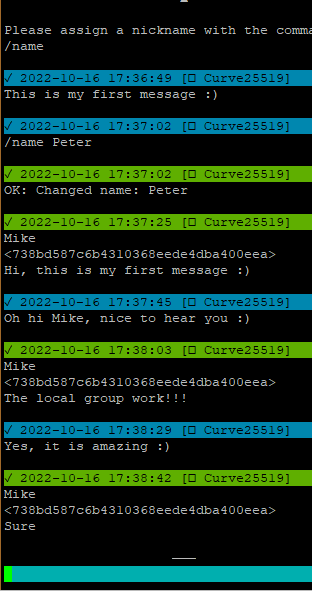 Please assign a nickname with the comma
/name
✓ 2022-10-16 17:36:49 [▯ Curve25519]
This is my first message :)
✓ 2022-10-16 17:37:02 [▯ Curve25519]
/name Peter
✓ 2022-10-16 17:37:02 [▯ Curve25519]
OK: Changed name: Peter
✓ 2022-10-16 17:37:25 [▯ Curve25519]
Mike
<738bd587c6b4310368eede4dba400eea>
Hi, this is my first message :)
✓ 2022-10-16 17:37:45 [▯ Curve25519]
Oh hi Mike, nice to hear you :)
✓ 2022-10-16 17:38:03 [▯ Curve25519]
Mike
<738bd587c6b4310368eede4dba400eea>
The local group work!!!
✓ 2022-10-16 17:38:29 [▯ Curve25519]
Yes, it is amazing :)
✓ 2022-10-16 17:38:42 [▯ Curve25519]
Mike
<738bd587c6b4310368eede4dba400eea>
Sure